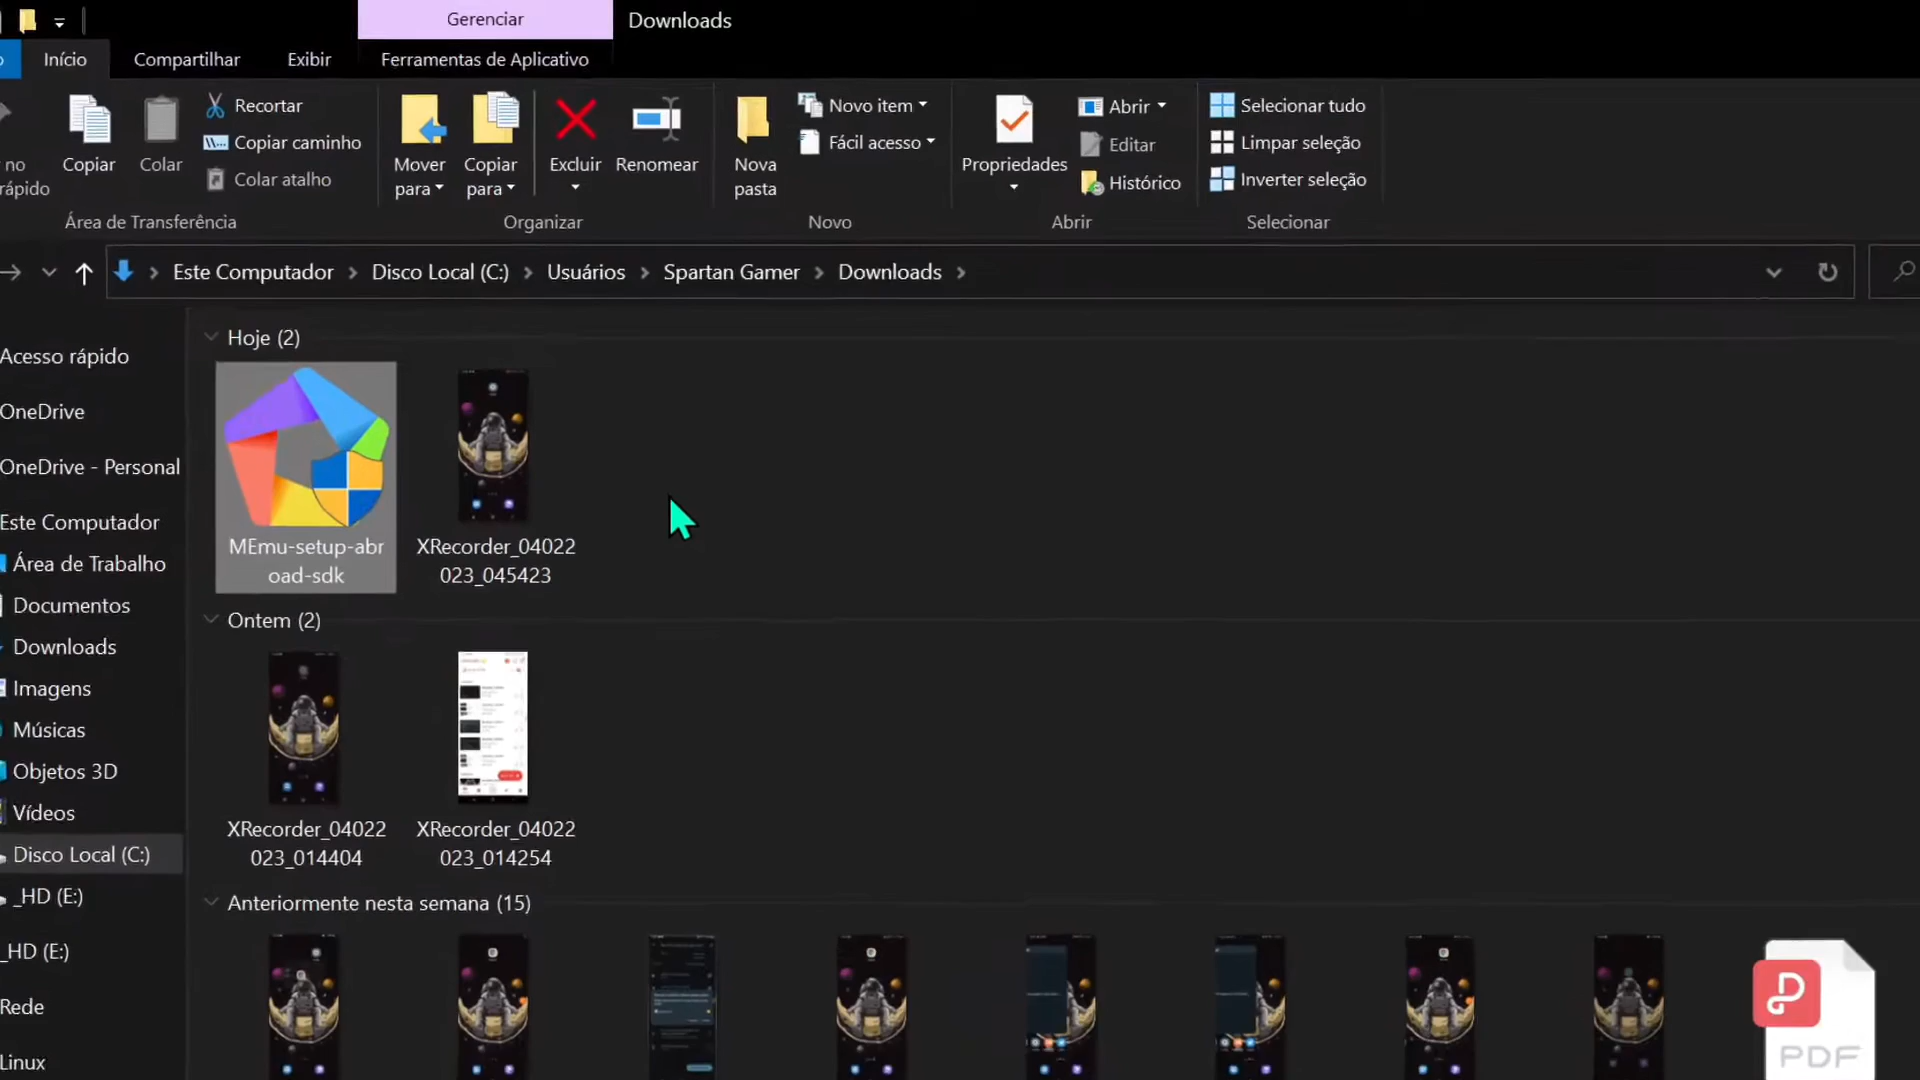 Gerenciar
Downloads
Início
Compartilhar
Exibir
Ferramentas de Aplicativo
no
rápido
Copiar
Colar
Recortar
Copiar caminho
Colar atalho
Área de Transferência
Mover
para
Copiar
para
Excluir
Renomear
Organizar
Nova
pasta
Novo item
Fácil acesso
Novo
Propriedades
Abrir
Editar
Histórico
Abrir
Selecionar tudo
Limpar seleção
Inverter seleção
Selecionar
Este Computador > Disco Local (C:) > Usuários > Spartan Gamer > Downloads >
Acesso rápido
OneDrive
OneDrive - Personal
Este Computador
Área de Trabalho
Documentos
Downloads
Imagens
Músicas
Objetos 3D
Vídeos
Disco Local (C:)
_HD (E:)
_HD (E:)
Rede
Linux
Hoje (2)
MEmu-setup-abr
oad-sdk
XRecorder_04022
023_045423
Ontem (2)
XRecorder_04022
023_014404
XRecorder_04022
023_014254
Anteriormente nesta semana (15)
PDF